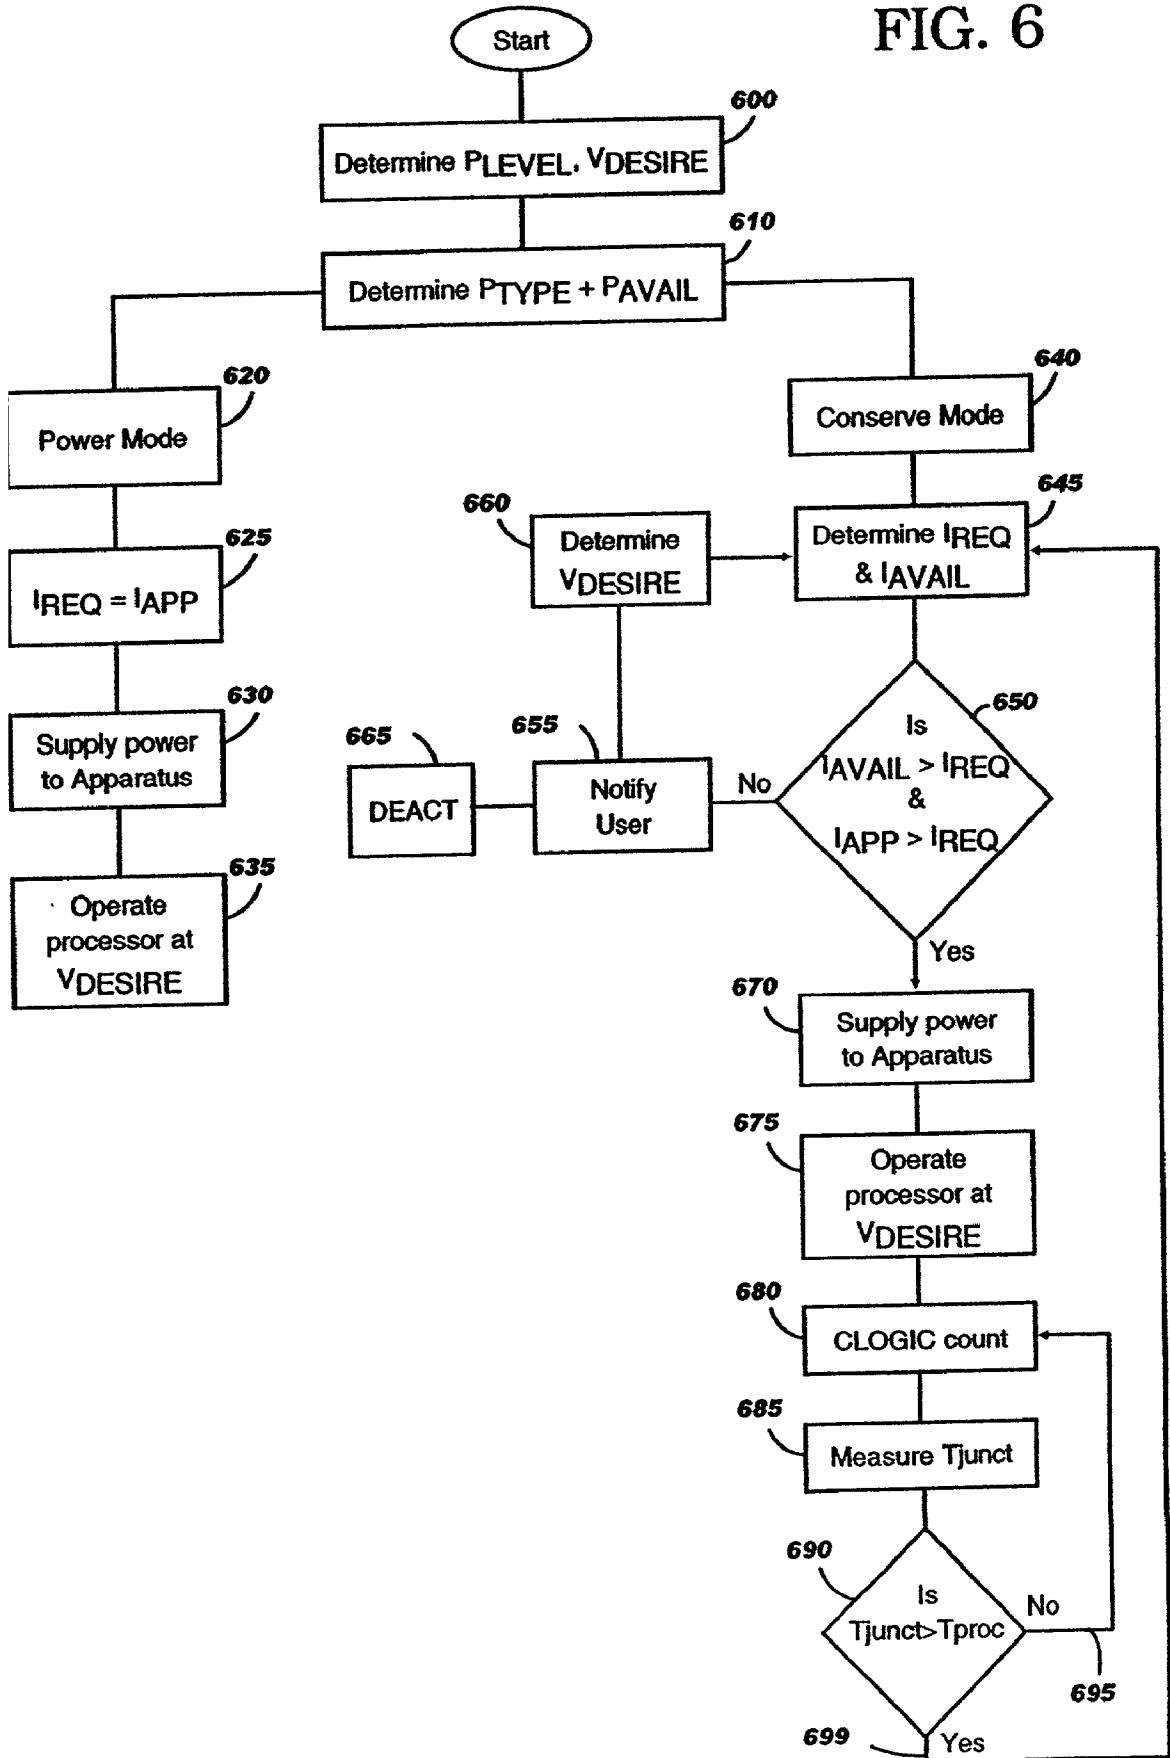 FIG. 6
Start
600
Determine PLEVEL, VDESIRE
610
Determine PTYPE + PAVAIL
620
Power Mode
625
IREQ = IAPP
630
Supply power
to Apparatus
635
Operate
processor at
VDESIRE
640
Conserve Mode
645
Determine IREQ
& IAVAIL
660
Determine
VDESIRE
650
Is
IAVAIL > IREQ
&
IAPP > IREQ
No
655
Notify
User
665
DEACT
Yes
670
Supply power
to Apparatus
675
Operate
processor at
VDESIRE
680
CLOGIC count
685
Measure Tjunct
690
Is
Tjunct>Tproc
No
695
699
Yes